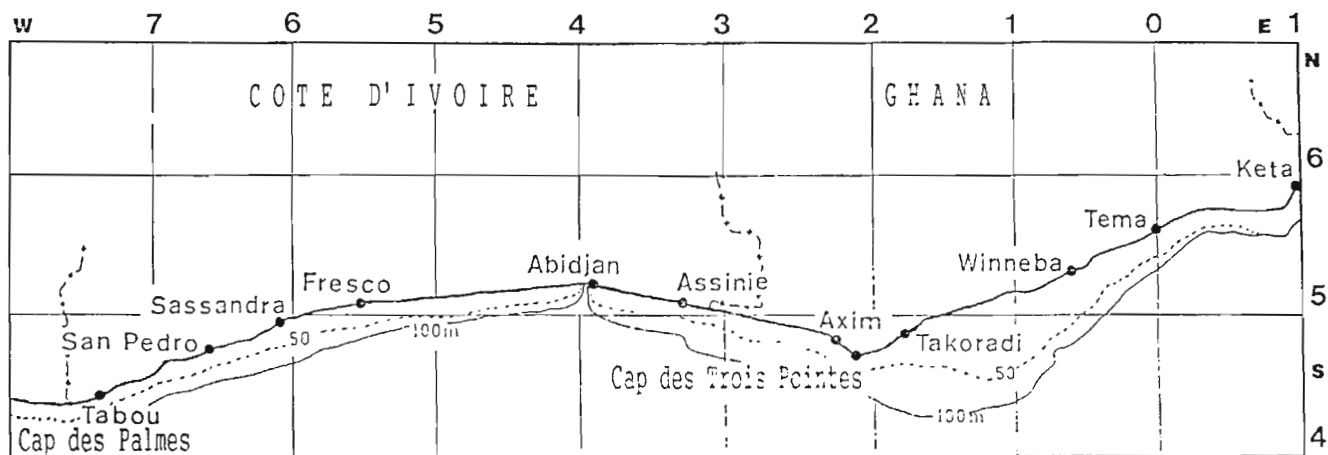 W 7 6 5 4 3 2 1 0 E 1
N
COTE D'IVOIRE GHANA
6
Keta
Tema
Winneba
Abidjan
Assinie
Fresco
5
Sassandra
Axim
San Pedro
50
100m
Takoradi
Cap des Trois Pointes
50
S
100m
Tabou
Cap des Palmes
4